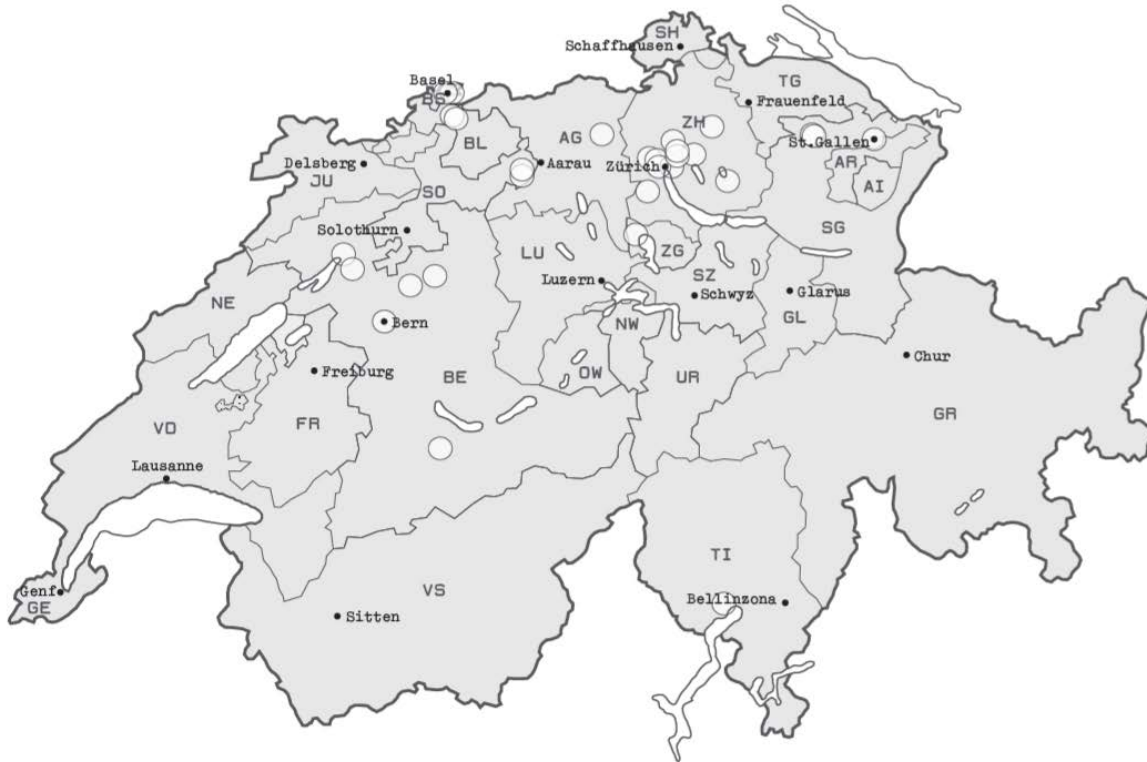 SH
Schaffhausen
TG
Basel
BS
Frauenfeld
ZH
AG
BL
St.Gallen
Delsberg
Aarau
Zürich
AR
JU
AI
SO
Solothurn
SG
LU
ZG
SZ
Luzern
Schwyz
Glarus
NE
GL
Bern
NW
Chur
Freiburg
BE
OW
UR
GR
VD
FR
Lausanne
TI
Genf
GE
VS
Bellinzona
Sitten